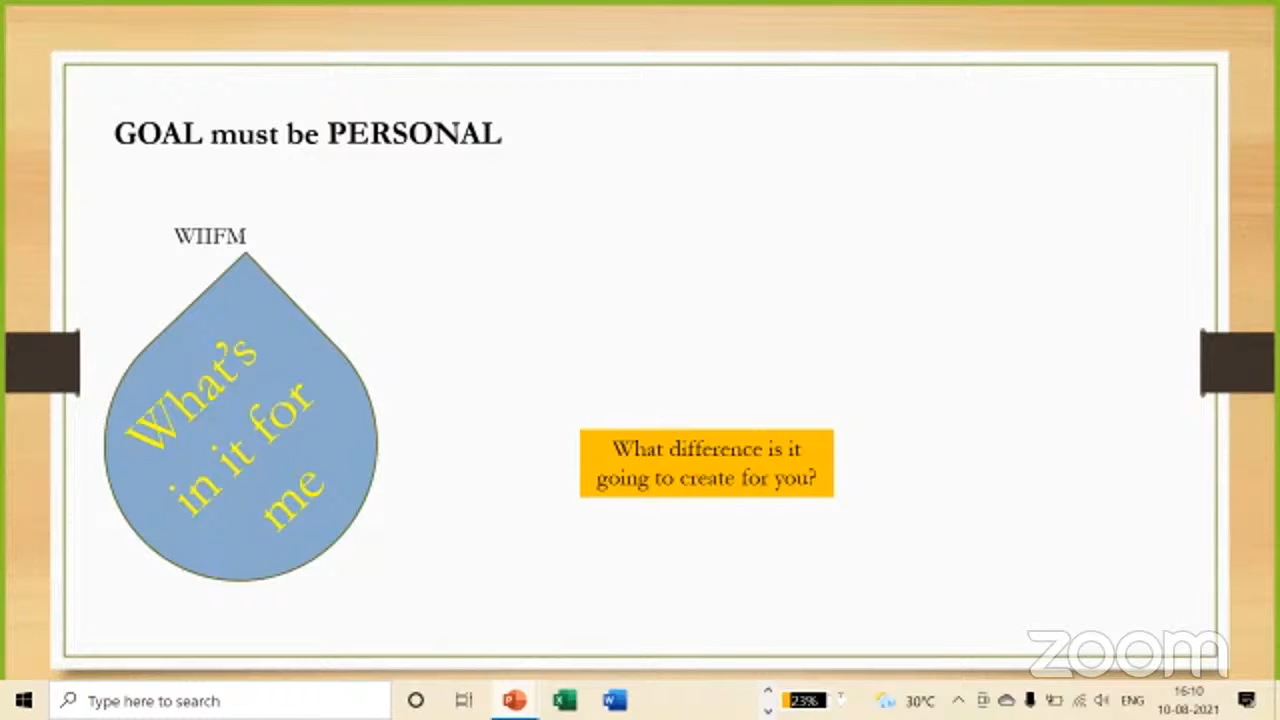 GOAL must be PERSONAL
WIIFM
What's
in it for
me
What difference is it
going to create for you?
zoom
Type here to search
23%
30°C
ENG
16:10
10-08-2021